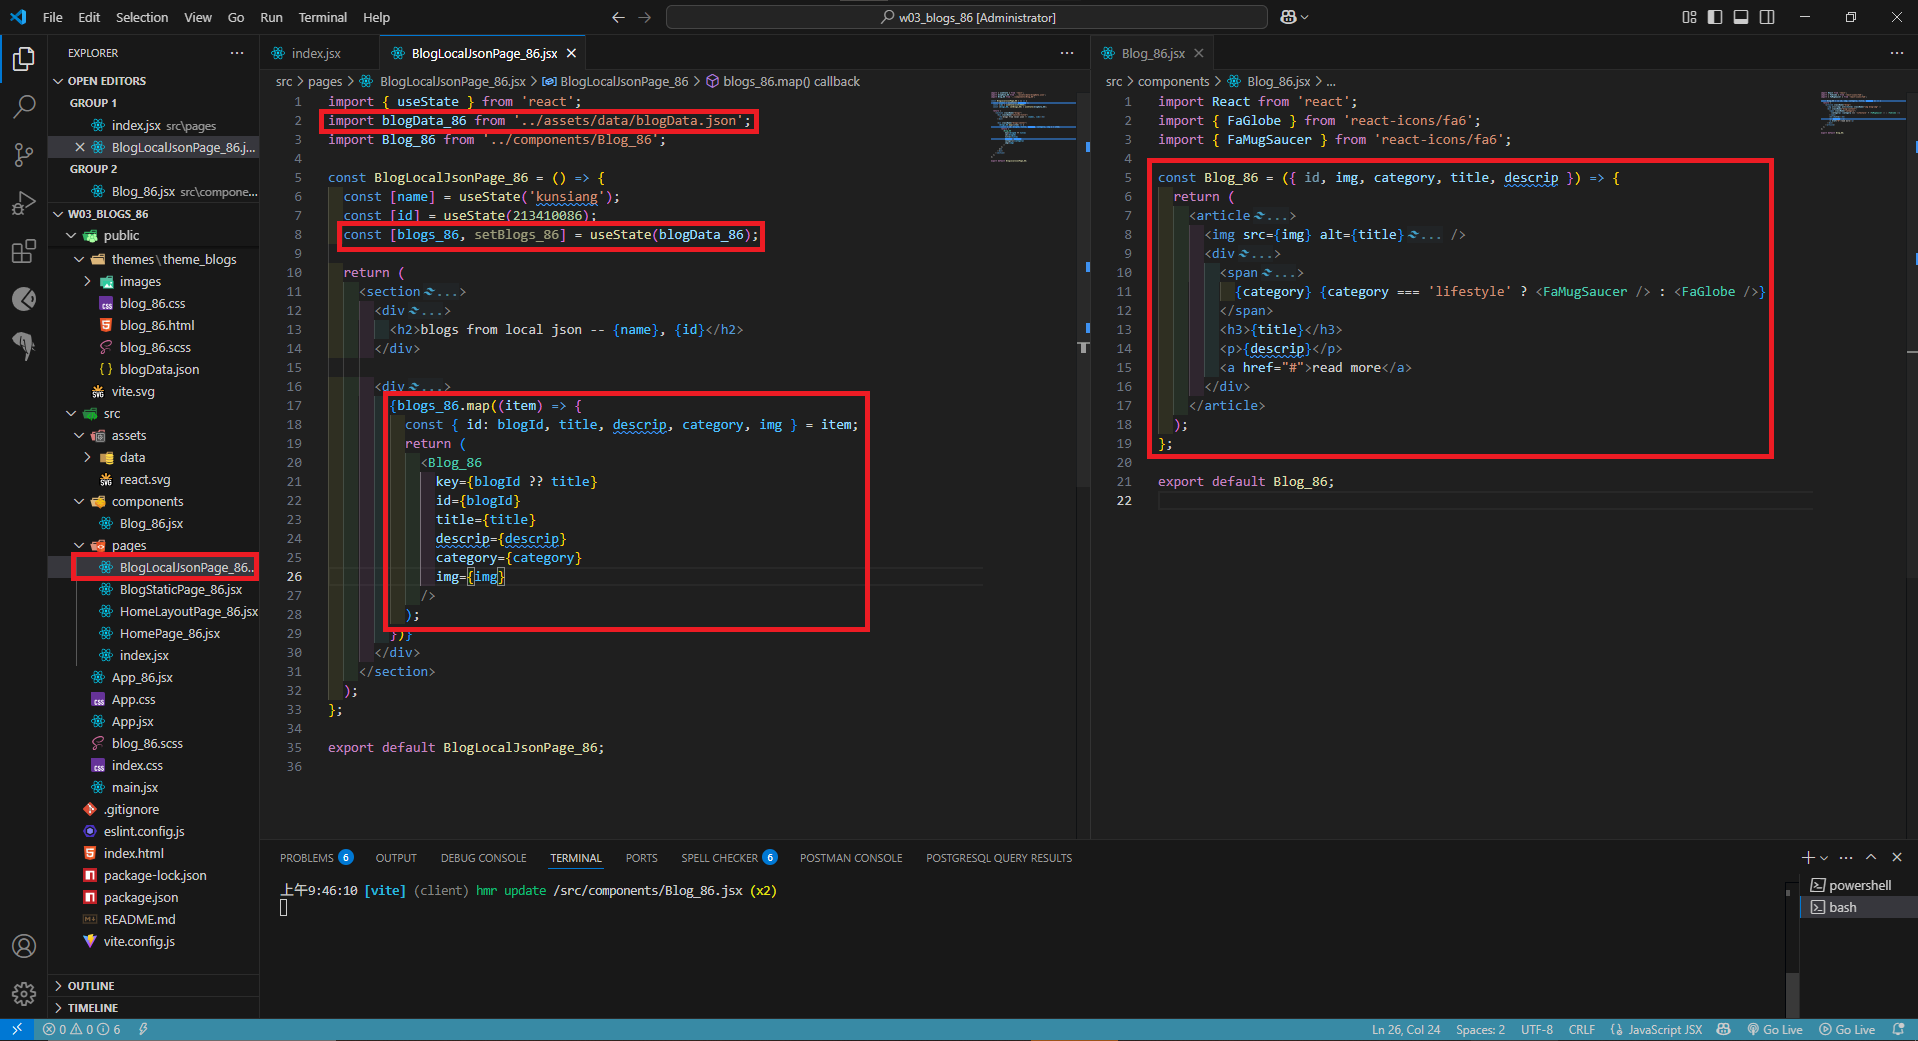 File Edit Selection View Go Run Terminal Help
w03_blogs_86 [Administrator]
EXPLORER
OPEN EDITORS
GROUP 1
index.jsx src\pages
BlogLocalJsonPage_86.j...
GROUP 2
Blog_86.jsx src\compone...
W03_BLOGS_86
public
themes\theme_blogs
images
blog_86.css
blog_86.html
blog_86.scss
blogData.json
vite.svg
src
assets
data
react.svg
components
Blog_86.jsx
pages
BlogLocalJsonPage_86...
BlogStaticPage_86.jsx
HomeLayoutPage_86.jsx
HomePage_86.jsx
index.jsx
App_86.jsx
App.css
App.jsx
blog_86.scss
index.css
main.jsx
.gitignore
eslint.config.js
index.html
package-lock.json
package.json
README.md
vite.config.js
OUTLINE
TIMELINE
index.jsx
BlogLocalJsonPage_86.jsx
src > pages > BlogLocalJsonPage_86.jsx > BlogLocalJsonPage_86 > blogs_86.map() callback
1 import { useState } from 'react';
2 import blogData_86 from '../assets/data/blogData.json';
3 import Blog_86 from '../components/Blog_86';
4
5 const BlogLocalJsonPage_86 = () => {
6 const [name] = useState('kunsiang');
7 const [id] = useState(213410086);
8 const [blogs_86, setBlogs_86] = useState(blogData_86);
9
10 return (
11 <section ...>
12 <div ...>
13 <h2>blogs from local json -- {name}, {id}</h2>
14 </div>
15
16 <div ...>
17 {blogs_86.map((item) => {
18 const { id: blogId, title, descrip, category, img } = item;
19 return (
20 <Blog_86
21 key={blogId ?? title}
22 id={blogId}
23 title={title}
24 descrip={descrip}
25 category={category}
26 img={img}
27 />
28 );
29 })}
30 </div>
31 </section>
32 );
33 };
34
35 export default BlogLocalJsonPage_86;
36
Blog_86.jsx
src > components > Blog_86.jsx > ...
1 import React from 'react';
2 import { FaGlobe } from 'react-icons/fa6';
3 import { FaMugSaucer } from 'react-icons/fa6';
4
5 const Blog_86 = ({ id, img, category, title, descrip }) => {
6 return (
7 <article ...>
8 <img src={img} alt={title} ... />
9 <div ...>
10 <span ...>
11 {category} {category === 'lifestyle' ? <FaMugSaucer /> : <FaGlobe />}
12 </span>
13 <h3>{title}</h3>
14 <p>{descrip}</p>
15 <a href="#">read more</a>
16 </div>
17 </article>
18 );
19 };
20
21 export default Blog_86;
22
PROBLEMS 6 OUTPUT DEBUG CONSOLE TERMINAL PORTS SPELL CHECKER 6 POSTMAN CONSOLE POSTGRESQL QUERY RESULTS
上午9:46:10 [vite] (client) hmr update /src/components/Blog_86.jsx (x2)
powershell
bash
0 0 6
Ln 26, Col 24 Spaces: 2 UTF-8 CRLF JavaScript JSX Go Live Go Live